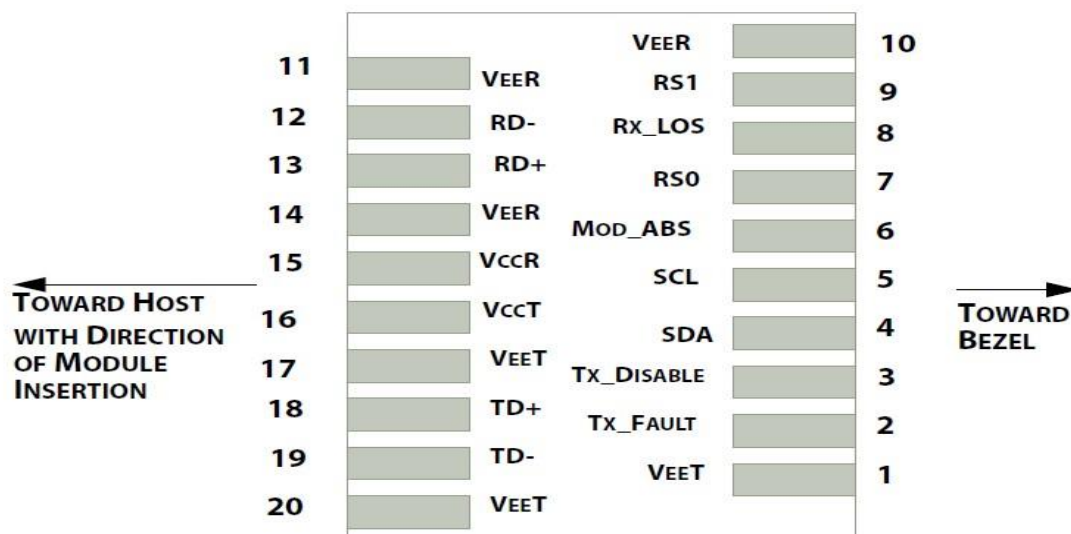 VEER 10
11 VEER
RS1 9
12 RD-
RX_LOS 8
13 RD+
RS0 7
14 VEER
MOD_ABS 6
15 VCCR
SCL 5
16 VCCT
SDA 4
17 VEET
TX_DISABLE 3
18 TD+
TX_FAULT 2
19 TD-
VEET 1
20 VEET
TOWARD HOST
WITH DIRECTION
OF MODULE
INSERTION
TOWARD
BEZEL